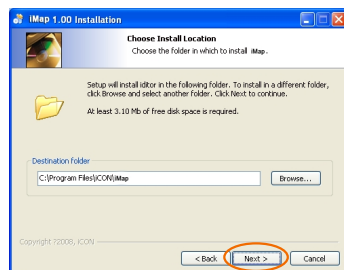 iMap 1.00 Installation
Choose Install Location
Choose the folder in which to install iMap.
Setup will install iditor in the following folder. To install in a different folder,
click Browse and select another folder. Click Next to continue.
At least 3.10 Mb of free disk space is required.
Destination folder
C:\Program Files\iCON\iMap
Browse...
Copyright ?2008, iCON
< Back
Next >
Cancel